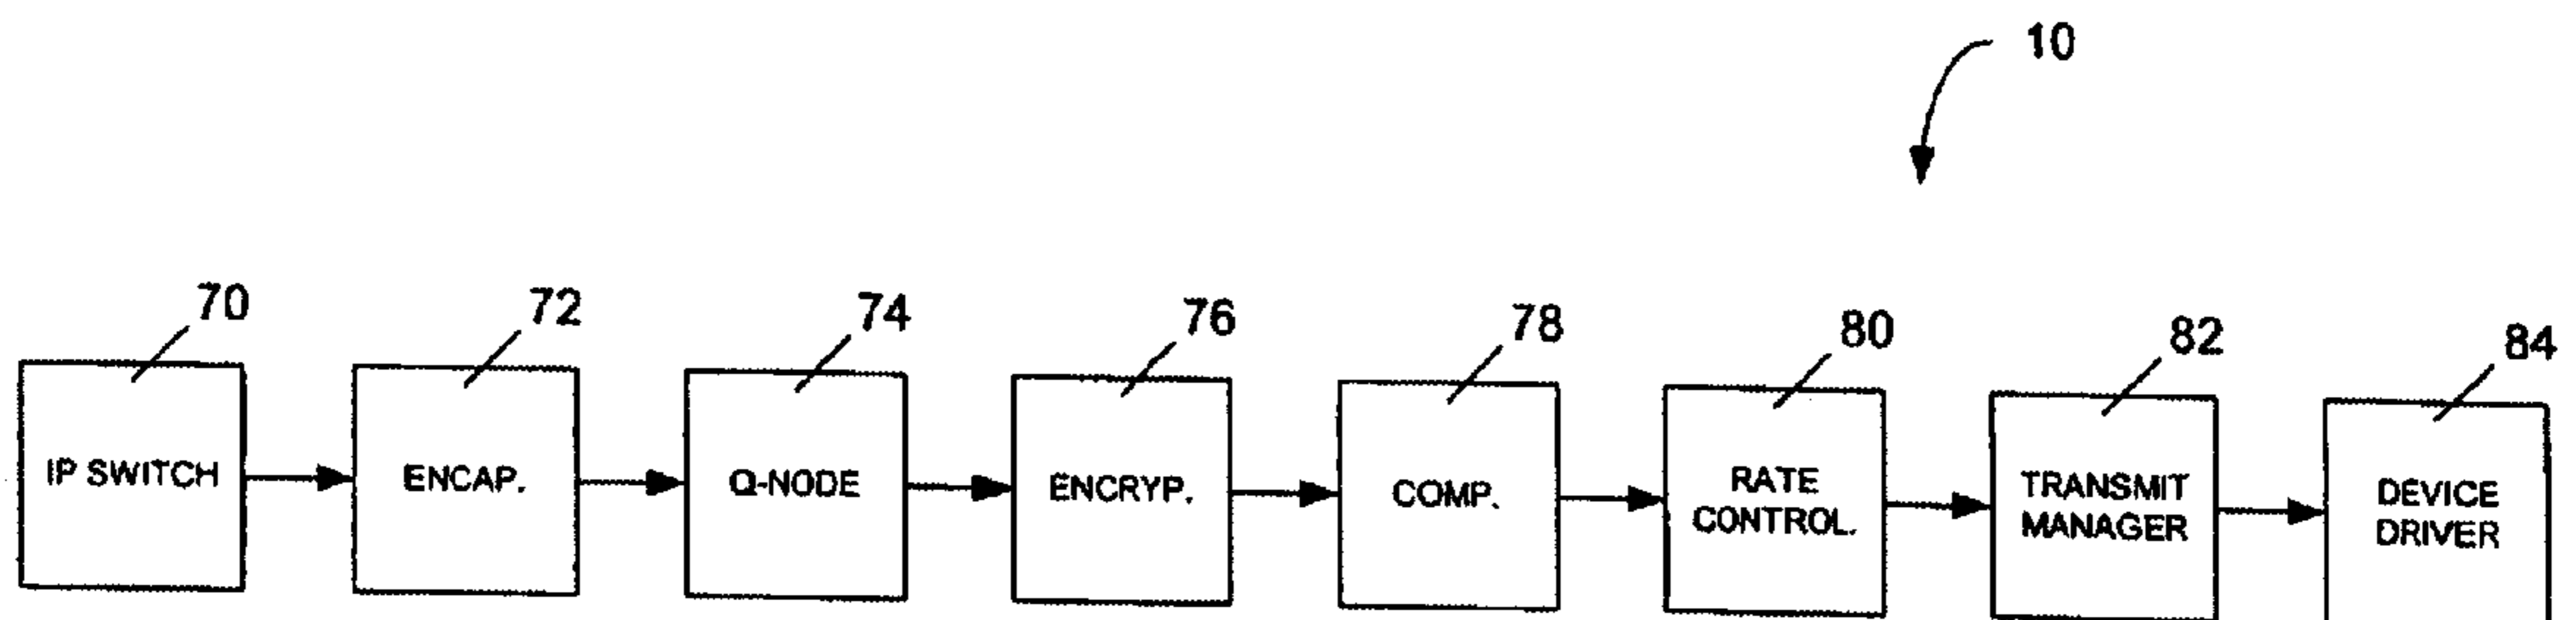 10
70
72
74
76
78
80
82
84
IP SWITCH
ENCAP.
Q-NODE
ENCRYP.
COMP.
RATE
CONTROL.
TRANSMIT
MANAGER
DEVICE
DRIVER